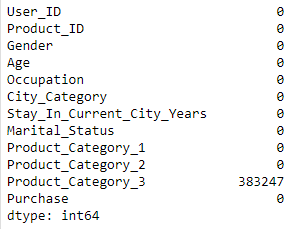 User_ID 0
Product_ID 0
Gender 0
Age 0
Occupation 0
City_Category 0
Stay_In_Current_City_Years 0
Marital_Status 0
Product_Category_1 0
Product_Category_2 0
Product_Category_3 383247
Purchase 0
dtype: int64